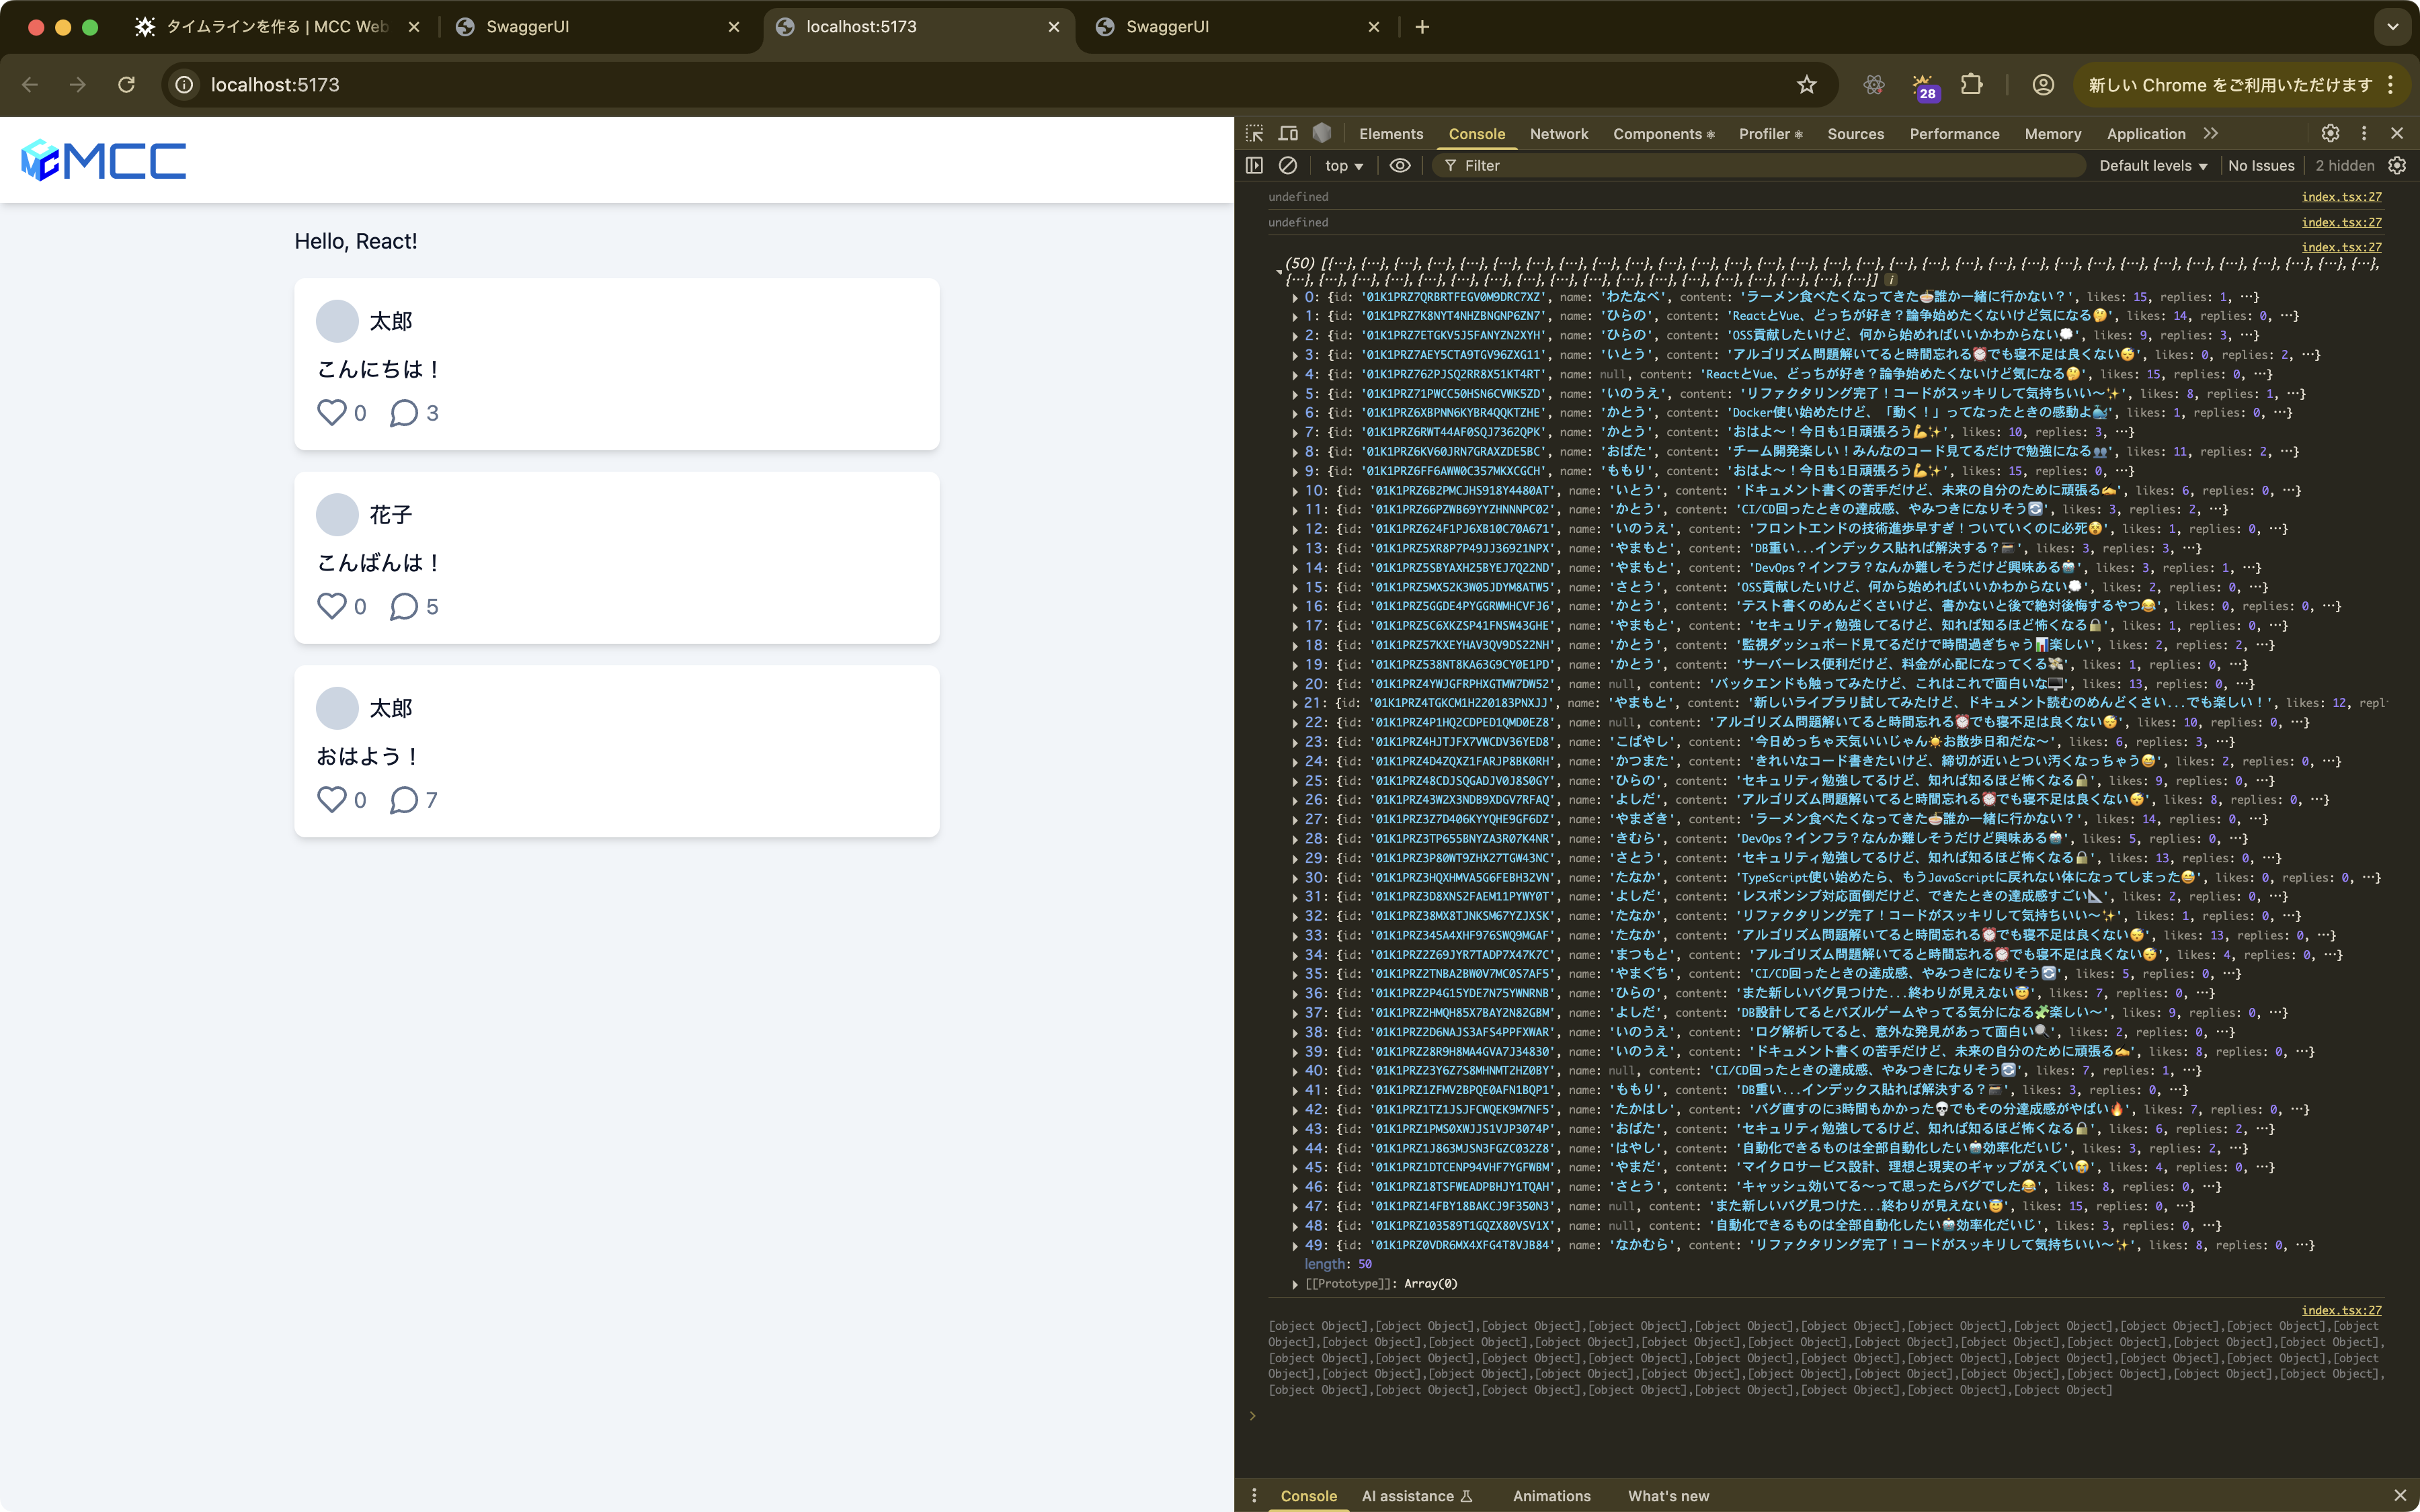 タイムラインを作る | MCC Web
SwaggerUI
localhost:5173
SwaggerUI
localhost:5173
28
新しい Chrome をご利用いただけます
MCC
Hello, React!
太郎
こんにちは！
0 3
花子
こんばんは！
0 5
太郎
おはよう！
0 7
Elements Console Network Components Profiler Sources Performance Memory Application
top Filter Default levels No Issues 2 hidden
undefined index.tsx:27
undefined index.tsx:27
index.tsx:27
(50) [{…}, {…}, {…}, {…}, {…}, {…}, {…}, {…}, {…}, {…}, {…}, {…}, {…}, {…}, {…}, {…}, {…}, {…}, {…}, {…}, {…}, {…}, {…}, {…}, {…}, {…}, {…}, {…}, {…}, {…}, {…}, {…},
{…}, {…}, {…}, {…}, {…}, {…}, {…}, {…}, {…}, {…}, {…}, {…}, {…}, {…}, {…}, {…}, {…}, {…}]
0: {id: '01K1PRZ7QRBRTFEGV0M9DRC7XZ', name: 'わたなべ', content: 'ラーメン食べたくなってきた🍜誰か一緒に行かない？', likes: 15, replies: 1, …}
1: {id: '01K1PRZ7K8NYT4NHZBNGNP6ZN7', name: 'ひらの', content: 'ReactとVue、どっちが好き？論争始めたくないけど気になる🤔', likes: 14, replies: 0, …}
2: {id: '01K1PRZ7ETGKV5J5FANYZN2XYH', name: 'ひらの', content: 'OSS貢献したいけど、何から始めればいいかわからない💭', likes: 9, replies: 3, …}
3: {id: '01K1PRZ7AEY5CTA9TGV96ZXG11', name: 'いとう', content: 'アルゴリズム問題解いてると時間忘れる⏰でも寝不足は良くない😴', likes: 0, replies: 2, …}
4: {id: '01K1PRZ762PJSQ2RR8X51KT4RT', name: null, content: 'ReactとVue、どっちが好き？論争始めたくないけど気になる🤔', likes: 15, replies: 0, …}
5: {id: '01K1PRZ71PWCC50HSN6CVWK5ZD', name: 'いのうえ', content: 'リファクタリング完了！コードがスッキリして気持ちいい〜✨', likes: 8, replies: 1, …}
6: {id: '01K1PRZ6XBPNN6KYBR4QQKTZHE', name: 'かとう', content: 'Docker使い始めたけど、「動く！」ってなったときの感動よ🐳', likes: 1, replies: 0, …}
7: {id: '01K1PRZ6RWT44AF0SQJ7362QPK', name: 'かとう', content: 'おはよ〜！今日も1日頑張ろう💪✨', likes: 10, replies: 3, …}
8: {id: '01K1PRZ6KV60JRN7GRAXZDE5BC', name: 'おばた', content: 'チーム開発楽しい！みんなのコード見てるだけで勉強になる👥', likes: 11, replies: 2, …}
9: {id: '01K1PRZ6FF6AWW0C357MKXCGCH', name: 'ももり', content: 'おはよ〜！今日も1日頑張ろう💪✨', likes: 15, replies: 0, …}
10: {id: '01K1PRZ6B2PMCJHS918Y4480AT', name: 'いとう', content: 'ドキュメント書くの苦手だけど、未来の自分のために頑張る✍️', likes: 6, replies: 0, …}
11: {id: '01K1PRZ66PZWB69YYZHNNNPC02', name: 'かとう', content: 'CI/CD回ったときの達成感、やみつきになりそう🔄', likes: 3, replies: 2, …}
12: {id: '01K1PRZ624F1PJ6XB10C70A671', name: 'いのうえ', content: 'フロントエンドの技術進歩早すぎ！ついていくのに必死😵', likes: 1, replies: 0, …}
13: {id: '01K1PRZ5XR8P7P49JJ36921NPX', name: 'やまもと', content: 'DB重い...インデックス貼れば解決する？', likes: 3, replies: 3, …}
14: {id: '01K1PRZ5SBYAXH25BYEJ7Q22ND', name: 'やまもと', content: 'DevOps？インフラ？なんか難しそうだけど興味ある🤖', likes: 3, replies: 1, …}
15: {id: '01K1PRZ5MX52K3W05JDYM8ATW5', name: 'さとう', content: 'OSS貢献したいけど、何から始めればいいかわからない💭', likes: 2, replies: 0, …}
16: {id: '01K1PRZ5GGDE4PYGGRWMHCVFJ6', name: 'かとう', content: 'テスト書くのめんどくさいけど、書かないと後で絶対後悔するやつ😂', likes: 0, replies: 0, …}
17: {id: '01K1PRZ5C6XKZSP41FNSW43GHE', name: 'やまもと', content: 'セキュリティ勉強してるけど、知れば知るほど怖くなる🔒', likes: 1, replies: 0, …}
18: {id: '01K1PRZ57KXEYHAV3QV9DS22NH', name: 'かとう', content: '監視ダッシュボード見てるだけで時間過ぎちゃう📊楽しい', likes: 2, replies: 2, …}
19: {id: '01K1PRZ538NT8KA63G9CY0E1PD', name: 'かとう', content: 'サーバーレス便利だけど、料金が心配になってくる💸', likes: 1, replies: 0, …}
20: {id: '01K1PRZ4YWJGFRPHXGTMW7DW52', name: null, content: 'バックエンドも触ってみたけど、これはこれで面白いな🖥️', likes: 13, replies: 0, …}
21: {id: '01K1PRZ4TGKCM1H220183PNXJJ', name: 'やまもと', content: '新しいライブラリ試してみたけど、ドキュメント読むのめんどくさい...でも楽しい！', likes: 12, repl
22: {id: '01K1PRZ4P1HQ2CDPED1QMD0EZ8', name: null, content: 'アルゴリズム問題解いてると時間忘れる⏰でも寝不足は良くない😴', likes: 10, replies: 0, …}
23: {id: '01K1PRZ4HJTJFX7VWCDV36YED8', name: 'こばやし', content: '今日めっちゃ天気いいじゃん☀️お散歩日和だな〜', likes: 6, replies: 3, …}
24: {id: '01K1PRZ4D4ZQXZ1FARJP8BK0RH', name: 'かつまた', content: 'きれいなコード書きたいけど、締切が近いとつい汚くなっちゃう😅', likes: 2, replies: 0, …}
25: {id: '01K1PRZ48CDJSQGADJV0J8S0GY', name: 'ひらの', content: 'セキュリティ勉強してるけど、知れば知るほど怖くなる🔒', likes: 9, replies: 0, …}
26: {id: '01K1PRZ43W2X3NDB9XDGV7RFAQ', name: 'よしだ', content: 'アルゴリズム問題解いてると時間忘れる⏰でも寝不足は良くない😴', likes: 8, replies: 0, …}
27: {id: '01K1PRZ3Z7D406KYYQHE9GF6DZ', name: 'やまざき', content: 'ラーメン食べたくなってきた🍜誰か一緒に行かない？', likes: 14, replies: 0, …}
28: {id: '01K1PRZ3TP655BNYZA3R07K4NR', name: 'きむら', content: 'DevOps？インフラ？なんか難しそうだけど興味ある🤖', likes: 5, replies: 0, …}
29: {id: '01K1PRZ3P80WT9ZHX27TGW43NC', name: 'さとう', content: 'セキュリティ勉強してるけど、知れば知るほど怖くなる🔒', likes: 13, replies: 0, …}
30: {id: '01K1PRZ3HQXHMVA5G6FEBH32VN', name: 'たなか', content: 'TypeScript使い始めたら、もうJavaScriptに戻れない体になってしまった😅', likes: 0, replies: 0, …}
31: {id: '01K1PRZ3D8XNS2FAEM11PYWY0T', name: 'よしだ', content: 'レスポンシブ対応面倒だけど、できたときの達成感すごい📐', likes: 2, replies: 0, …}
32: {id: '01K1PRZ38MX8TJNKSM67YZJXSK', name: 'たなか', content: 'リファクタリング完了！コードがスッキリして気持ちいい〜✨', likes: 1, replies: 0, …}
33: {id: '01K1PRZ345A4XHF976SWQ9MGAF', name: 'たなか', content: 'アルゴリズム問題解いてると時間忘れる⏰でも寝不足は良くない😴', likes: 13, replies: 0, …}
34: {id: '01K1PRZ2Z69JYR7TADP7X47K7C', name: 'まつもと', content: 'アルゴリズム問題解いてると時間忘れる⏰でも寝不足は良くない😴', likes: 4, replies: 0, …}
35: {id: '01K1PRZ2TNBA2BW0V7MC0S7AF5', name: 'やまぐち', content: 'CI/CD回ったときの達成感、やみつきになりそう🔄', likes: 5, replies: 0, …}
36: {id: '01K1PRZ2P4G15YDE7N75YWNRNB', name: 'ひらの', content: 'また新しいバグ見つけた...終わりが見えない😇', likes: 7, replies: 0, …}
37: {id: '01K1PRZ2HMQH85X7BAY2N82GBM', name: 'よしだ', content: 'DB設計してるとパズルゲームやってる気分になる🧩楽しい〜', likes: 9, replies: 0, …}
38: {id: '01K1PRZ2D6NAJS3AFS4PPFXWAR', name: 'いのうえ', content: 'ログ解析してると、意外な発見があって面白い🔍', likes: 2, replies: 0, …}
39: {id: '01K1PRZ28R9H8MA4GVA7J34830', name: 'いのうえ', content: 'ドキュメント書くの苦手だけど、未来の自分のために頑張る✍️', likes: 8, replies: 0, …}
40: {id: '01K1PRZ23Y6Z7S8MHNMT2HZ0BY', name: null, content: 'CI/CD回ったときの達成感、やみつきになりそう🔄', likes: 7, replies: 1, …}
41: {id: '01K1PRZ1ZFMV2BPQE0AFN1BQP1', name: 'ももり', content: 'DB重い...インデックス貼れば解決する？', likes: 3, replies: 0, …}
42: {id: '01K1PRZ1TZ1JSJFCWQEK9M7NF5', name: 'たかはし', content: 'バグ直すのに3時間もかかった💀でもその分達成感がやばい🔥', likes: 7, replies: 0, …}
43: {id: '01K1PRZ1PMS0XWJJS1VJP3074P', name: 'おばた', content: 'セキュリティ勉強してるけど、知れば知るほど怖くなる🔒', likes: 6, replies: 2, …}
44: {id: '01K1PRZ1J863MJSN3FGZC03ZZ8', name: 'はやし', content: '自動化できるものは全部自動化したい🤖効率化だいじ', likes: 3, replies: 2, …}
45: {id: '01K1PRZ1DTCENP94VHF7YGFWBM', name: 'やまだ', content: 'マイクロサービス設計、理想と現実のギャップがえぐい😭', likes: 4, replies: 0, …}
46: {id: '01K1PRZ18TSFWEADPBHJY1TQAH', name: 'さとう', content: 'キャッシュ効いてる〜って思ったらバグでした😂', likes: 8, replies: 0, …}
47: {id: '01K1PRZ14FBY18BAKCJ9F350N3', name: null, content: 'また新しいバグ見つけた...終わりが見えない😇', likes: 15, replies: 0, …}
48: {id: '01K1PRZ103589T1GQZX80VSV1X', name: null, content: '自動化できるものは全部自動化したい🤖効率化だいじ', likes: 3, replies: 0, …}
49: {id: '01K1PRZ0VDR6MX4XFG4T8VJB84', name: 'なかむら', content: 'リファクタリング完了！コードがスッキリして気持ちいい〜✨', likes: 8, replies: 0, …}
length: 50
[[Prototype]]: Array(0)
index.tsx:27
[object Object],[object Object],[object Object],[object Object],[object Object],[object Object],[object Object],[object Object],[object Object],[object Object],[object
Object],[object Object],[object Object],[object Object],[object Object],[object Object],[object Object],[object Object],[object Object],[object Object],[object Object],
[object Object],[object Object],[object Object],[object Object],[object Object],[object Object],[object Object],[object Object],[object Object],[object Object],[object
Object],[object Object],[object Object],[object Object],[object Object],[object Object],[object Object],[object Object],[object Object],[object Object],[object Object],
[object Object],[object Object],[object Object],[object Object],[object Object],[object Object],[object Object],[object Object]
Console AI assistance Animations What's new